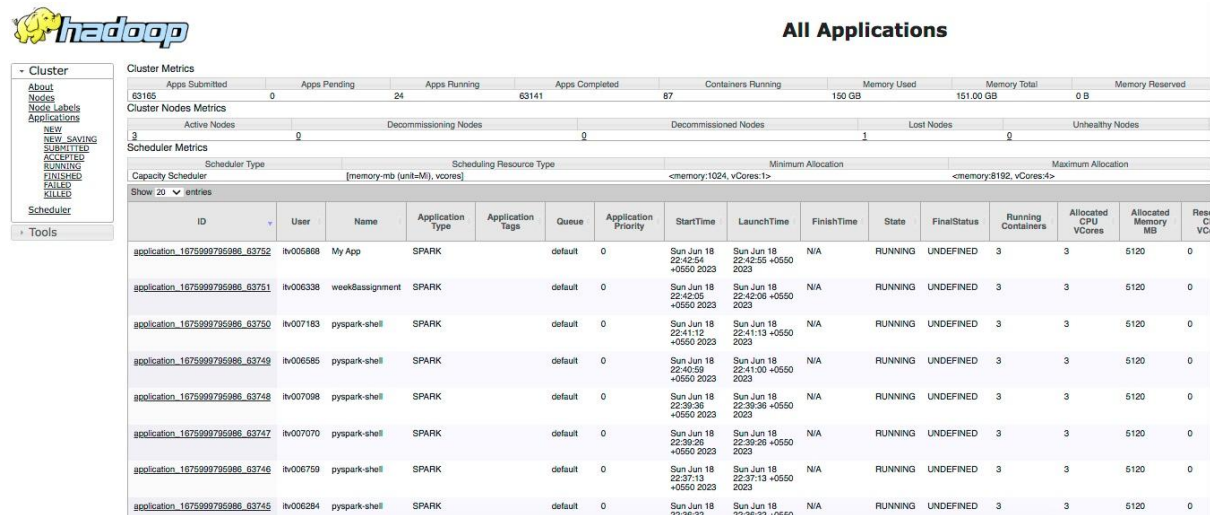 hadoop
All Applications
Cluster
About
Nodes
Node Labels
Applications
NEW
NEW_SAVING
SUBMITTED
ACCEPTED
RUNNING
FINISHED
FAILED
KILLED
Scheduler
Tools
Cluster Metrics
Apps Submitted Apps Pending Apps Running Apps Completed Containers Running Memory Used Memory Total Memory Reserved
63165 0 24 63141 87 150 GB 151.00 GB 0 B
Cluster Nodes Metrics
Active Nodes Decommissioning Nodes Decommissioned Nodes Lost Nodes Unhealthy Nodes
3 0 0 1 0
Scheduler Metrics
Scheduler Type Scheduling Resource Type Minimum Allocation Maximum Allocation
Capacity Scheduler [memory-mb (unit=Mi), vcores] <memory:1024, vCores:1> <memory:8192, vCores:4>
Show 20 entries
ID User Name Application Type Application Tags Queue Application Priority StartTime LaunchTime FinishTime State FinalStatus Running Containers Allocated CPU VCores Allocated Memory MB
application_1675999795986_63752 itv005868 My App SPARK default 0 Sun Jun 18 22:42:54 +0550 2023 Sun Jun 18 22:42:55 +0550 2023 N/A RUNNING UNDEFINED 3 3 5120 0
application_1675999795986_63751 itv006338 week8assignment SPARK default 0 Sun Jun 18 22:42:05 +0550 2023 Sun Jun 18 22:42:06 +0550 2023 N/A RUNNING UNDEFINED 3 3 5120 0
application_1675999795986_63750 itv007183 pyspark-shell SPARK default 0 Sun Jun 18 22:41:12 +0550 2023 Sun Jun 18 22:41:13 +0550 2023 N/A RUNNING UNDEFINED 3 3 5120 0
application_1675999795986_63749 itv006585 pyspark-shell SPARK default 0 Sun Jun 18 22:40:59 +0550 2023 Sun Jun 18 22:41:00 +0550 2023 N/A RUNNING UNDEFINED 3 3 5120 0
application_1675999795986_63748 itv007098 pyspark-shell SPARK default 0 Sun Jun 18 22:39:36 +0550 2023 Sun Jun 18 22:39:36 +0550 2023 N/A RUNNING UNDEFINED 3 3 5120 0
application_1675999795986_63747 itv007070 pyspark-shell SPARK default 0 Sun Jun 18 22:39:26 +0550 2023 Sun Jun 18 22:39:26 +0550 2023 N/A RUNNING UNDEFINED 3 3 5120 0
application_1675999795986_63746 itv006759 pyspark-shell SPARK default 0 Sun Jun 18 22:37:13 +0550 2023 Sun Jun 18 22:37:13 +0550 2023 N/A RUNNING UNDEFINED 3 3 5120 0
application_1675999795986_63745 itv006284 pyspark-shell SPARK default 0 Sun Jun 18 Sun Jun 18 N/A RUNNING UNDEFINED 3 3 5120 0